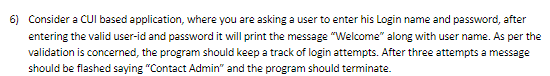 6) Consider a CUI based application, where you are asking a user to enter his Login name and password, after
entering the valid user-id and password it will print the message "Welcome" along with user name. As per the
validation is concerned, the program should keep a track of login attempts. After three attempts a message
should be flashed saying "Contact Admin" and the program should terminate.